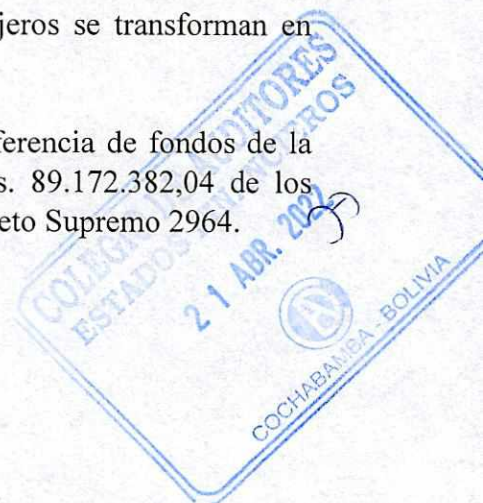 jeros se transforman en
ferencia de fondos de la
s. 89.172.382,04 de los
eto Supremo 2964.
COLEGIO DE AUDITORES
ESTADOS FINANCIEROS
21 ABR. 2022
COCHABAMBA - BOLIVIA